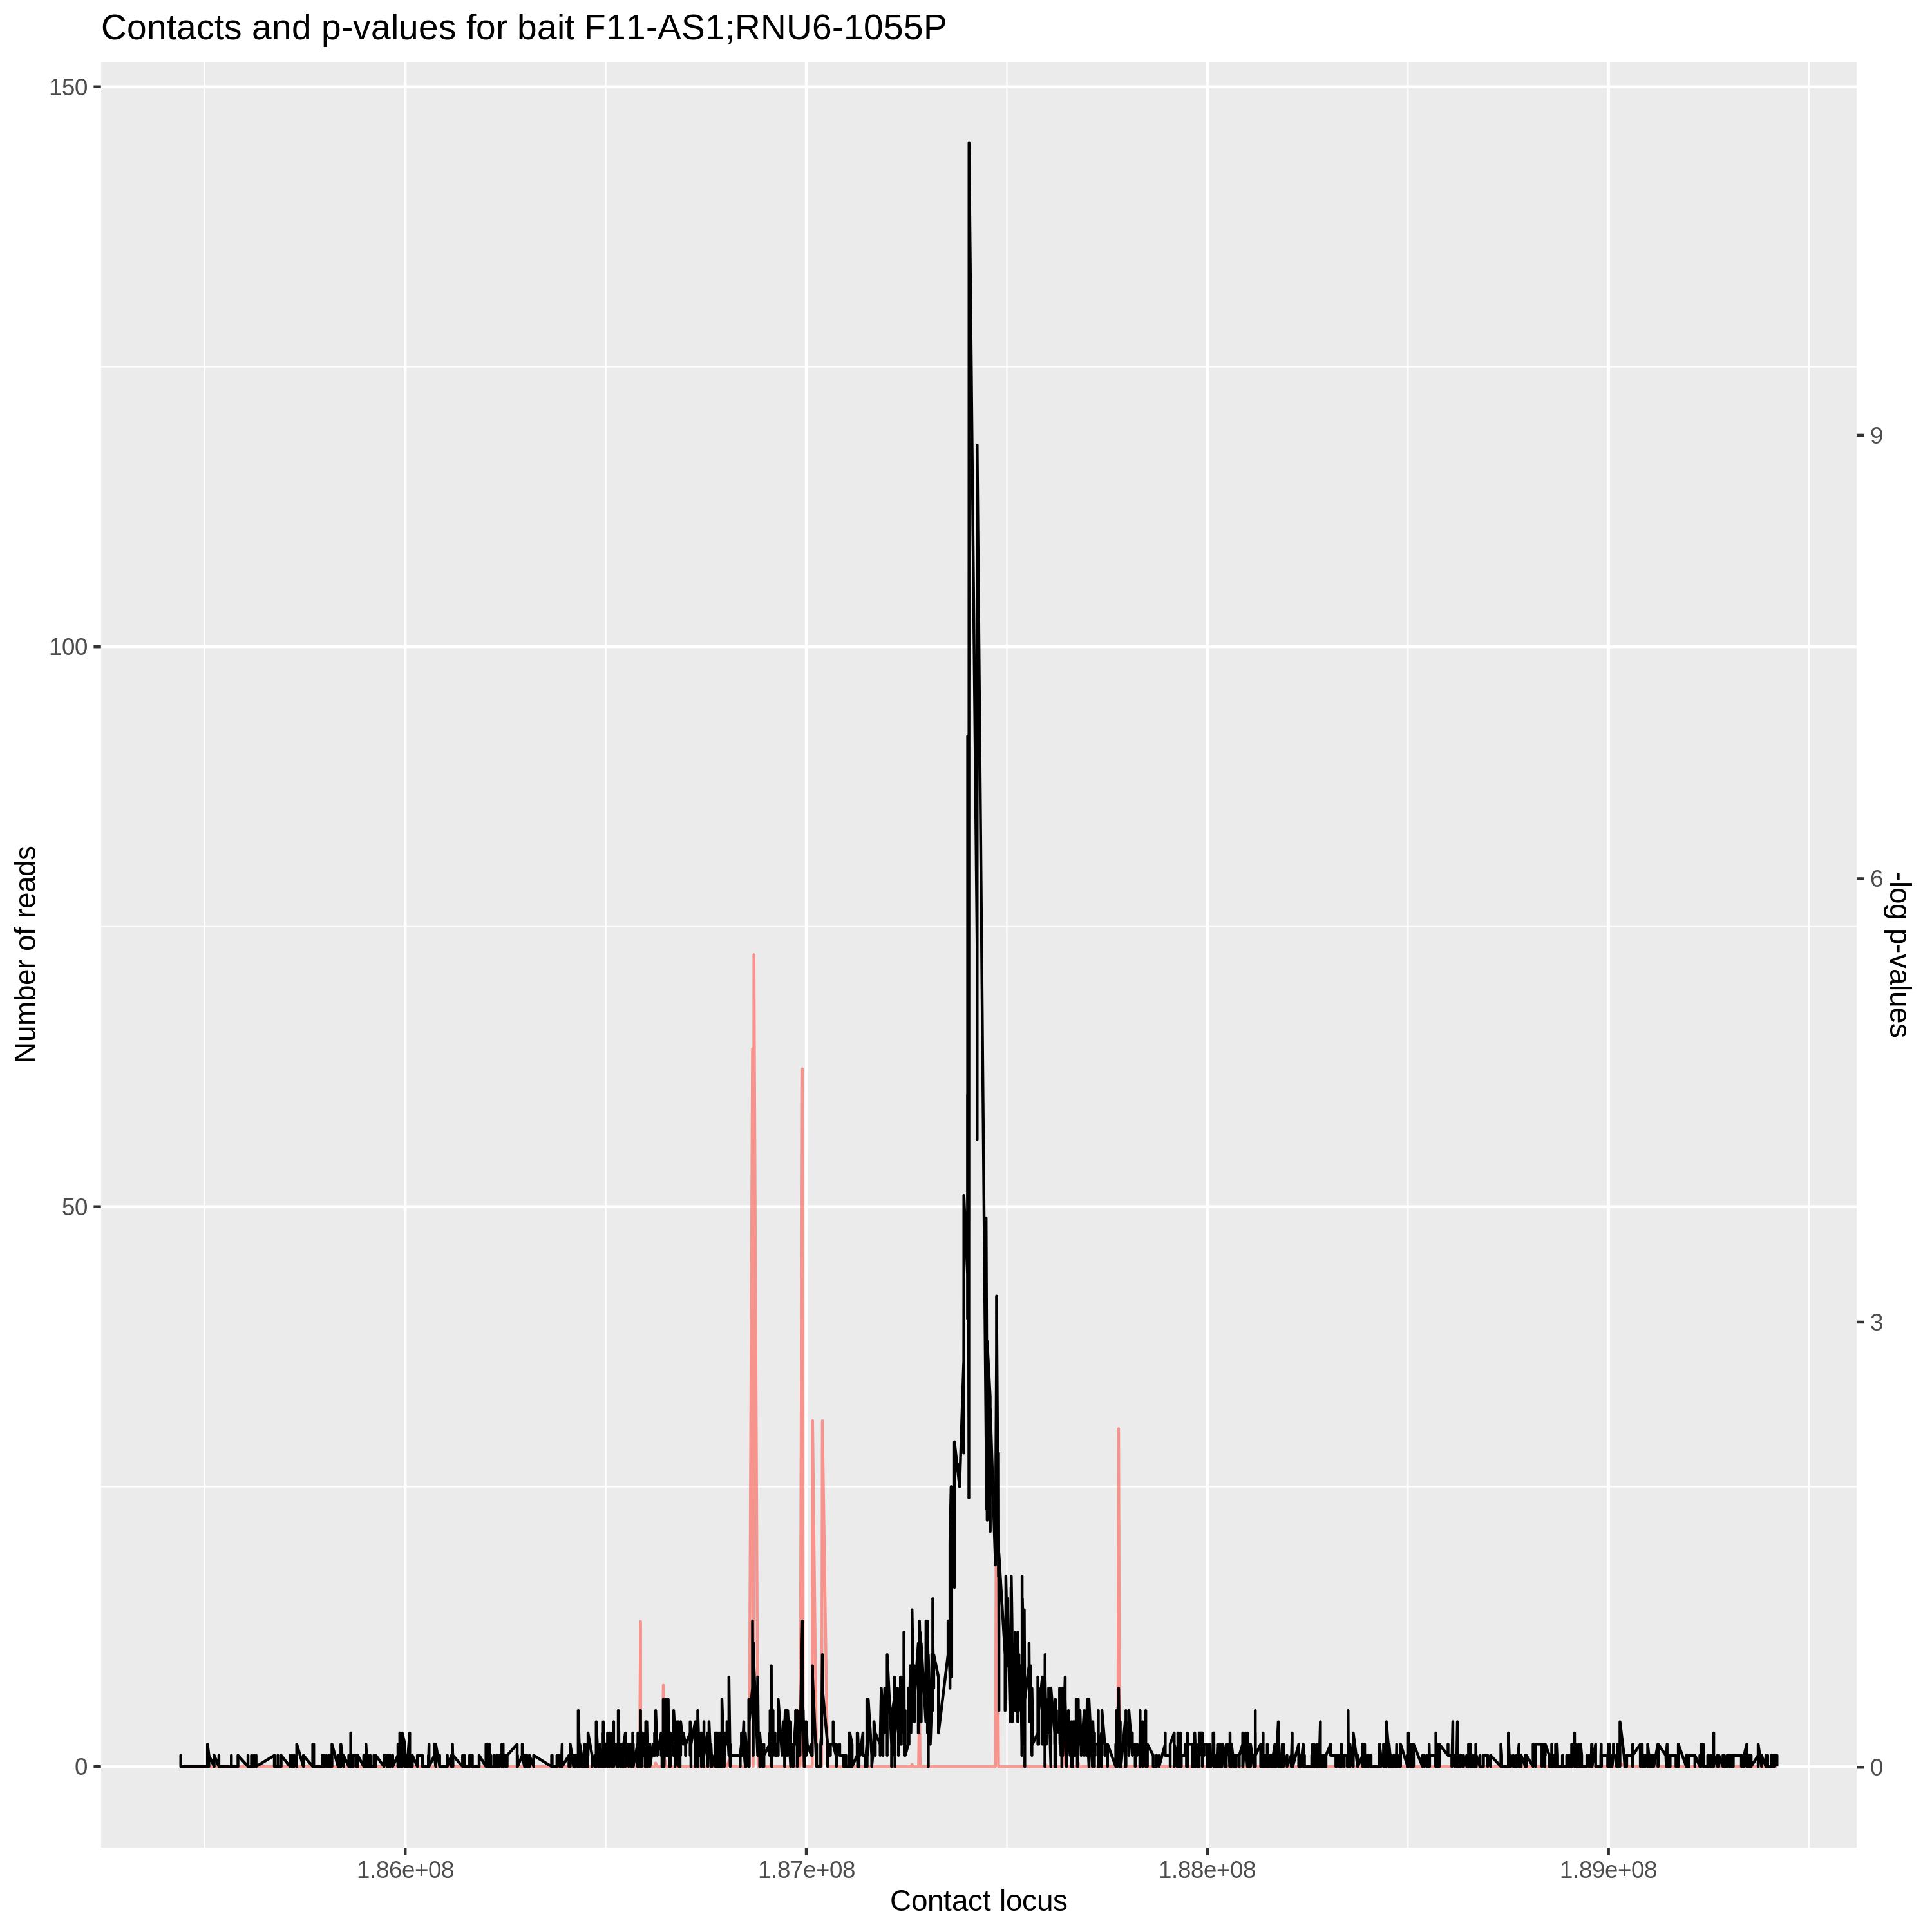 Contacts and p-values for bait F11-AS1;RNU6-1055P
150
100
50
0
Number of reads
9
6
3
0
-log p-values
1.86e+08
1.87e+08
1.88e+08
1.89e+08
Contact locus